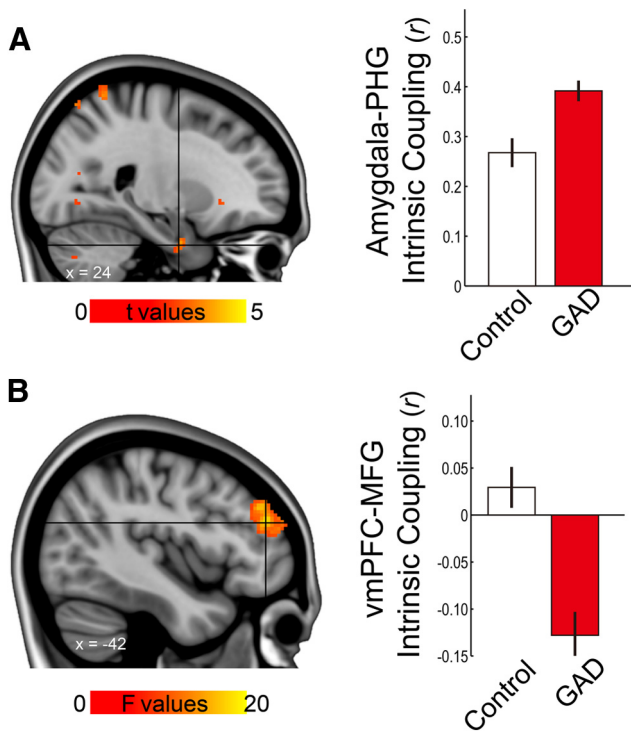 A
x = 24
0 t values 5
Amygdala-PHG
Intrinsic Coupling (r)
0.5
0.4
0.3
0.2
0.1
0
Control
GAD
B
x = -42
0 F values 20
vmPFC-MFG
Intrinsic Coupling (r)
0.10
0.05
0
-0.05
-0.10
-0.15
Control
GAD